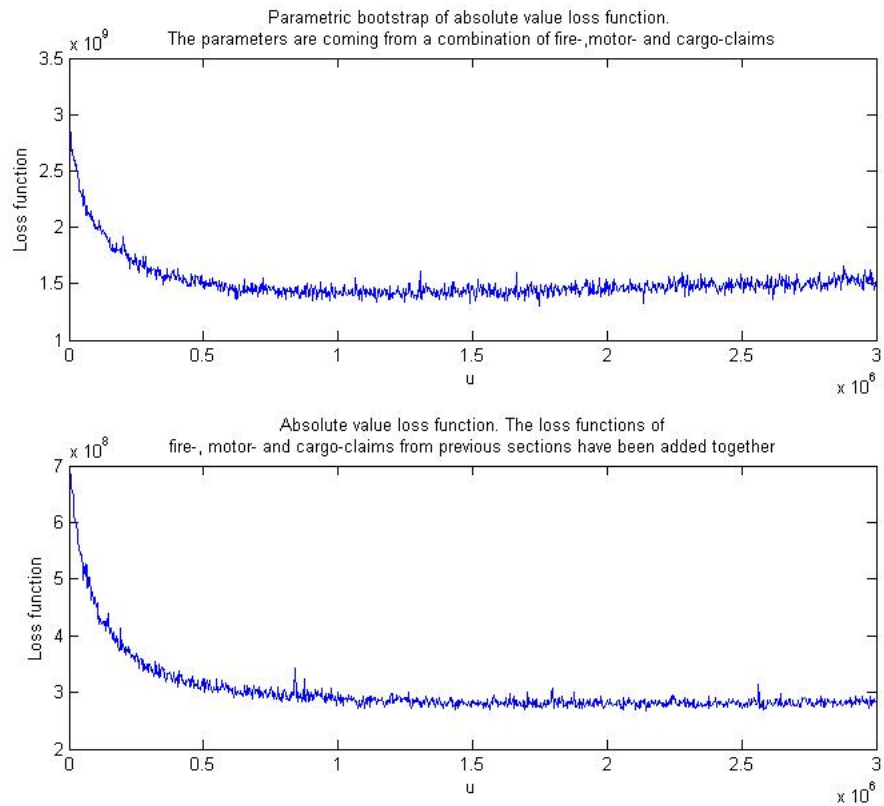 Parametric bootstrap of absolute value loss function.
The parameters are coming from a combination of fire-,motor- and cargo-claims
x 10^9
3.5
3
2.5
2
1.5
1
Loss function
0 0.5 1 1.5 2 2.5 3
u
x 10^6
Absolute value loss function. The loss functions of
fire-, motor- and cargo-claims from previous sections have been added together
x 10^8
7
6
5
4
3
2
Loss function
0 0.5 1 1.5 2 2.5 3
u
x 10^6